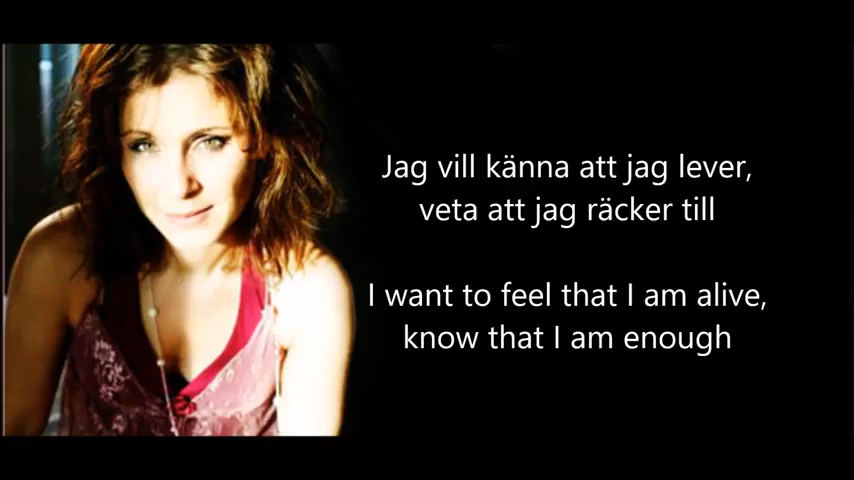 Jag vill känna att jag lever,
veta att jag räcker till
I want to feel that I am alive,
know that I am enough